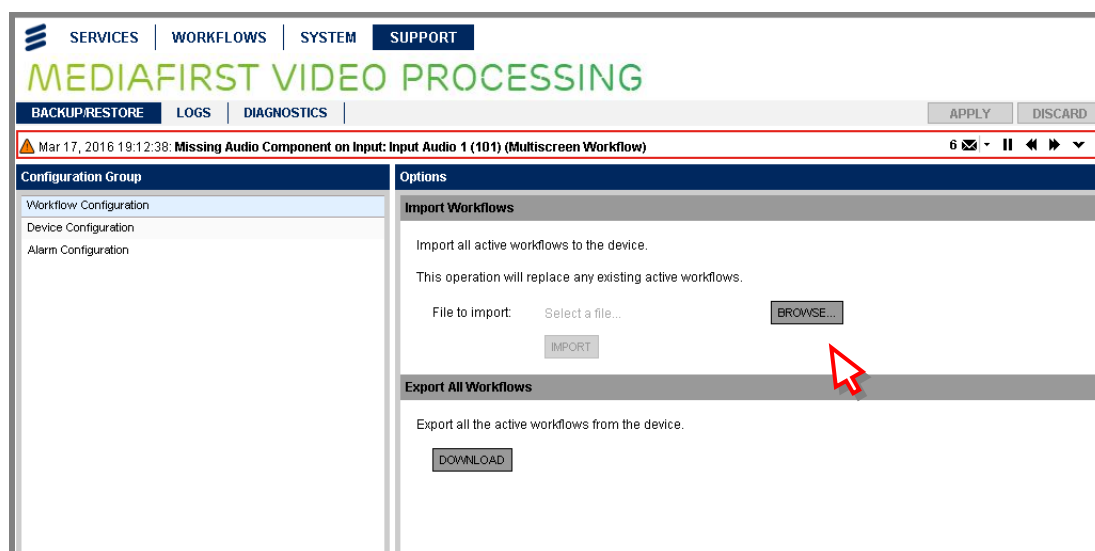 SERVICES WORKFLOWS SYSTEM SUPPORT
MEDIAFIRST VIDEO PROCESSING
BACKUP/RESTORE LOGS DIAGNOSTICS APPLY DISCARD
Mar 17, 2016 19:12:38: Missing Audio Component on Input: Input Audio 1 (101) (Multiscreen Workflow) 6
Configuration Group Options
Workflow Configuration
Device Configuration
Alarm Configuration
Import Workflows
Import all active workflows to the device.
This operation will replace any existing active workflows.
File to import: Select a file... BROWSE...
IMPORT
Export All Workflows
Export all the active workflows from the device.
DOWNLOAD